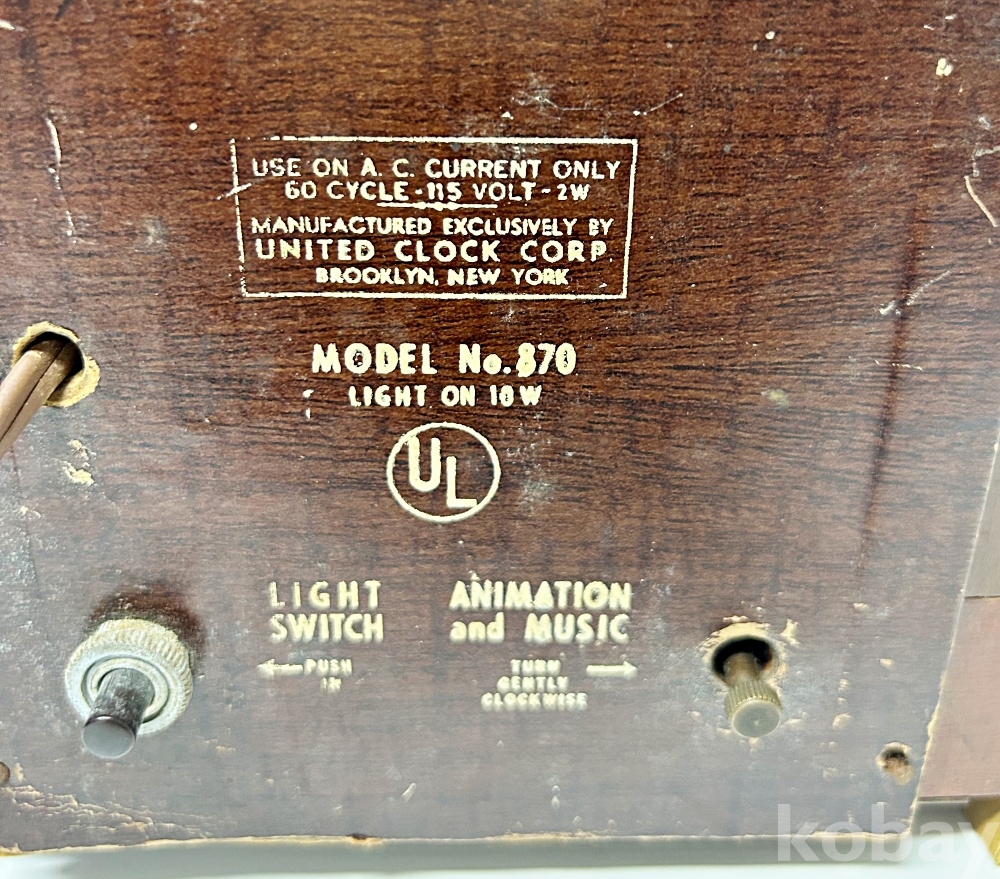 USE ON A. C. CURRENT ONLY
60 CYCLE - 115 VOLT - 2W
MANUFACTURED EXCLUSIVELY BY
UNITED CLOCK CORP.
BROOKLYN, NEW YORK
MODEL No. 870
LIGHT ON 10 W
UL
LIGHT SWITCH
PUSH IN
ANIMATION and MUSIC
TURN GENTLY CLOCKWISE
kobay